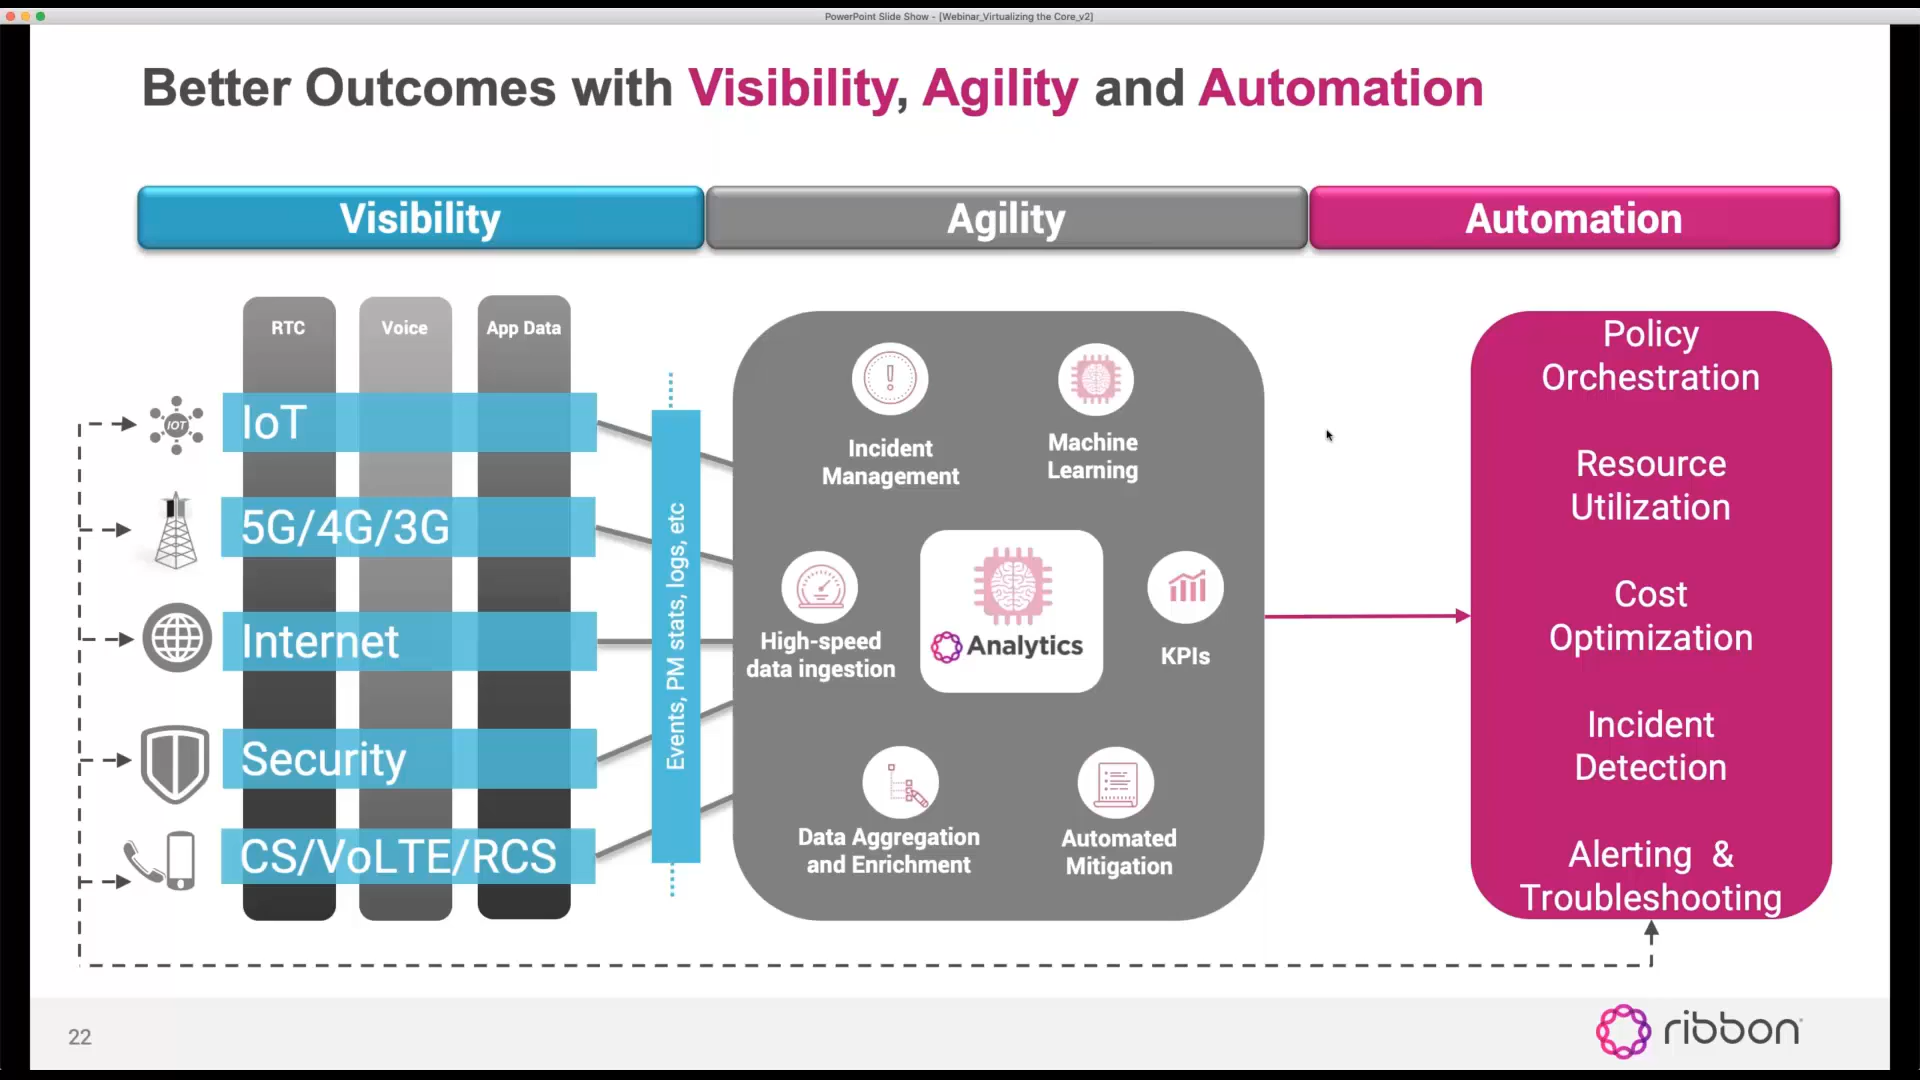 PowerPoint Slide Show - [Webinar_Virtualizing the Core_v2]
Better Outcomes with Visibility, Agility and Automation
Visibility
Agility
Automation
RTC
Voice
App Data
IOT
IoT
5G/4G/3G
Internet
Security
CS/VoLTE/RCS
Events, PM stats, logs, etc
Incident
Management
Machine
Learning
High-speed
data ingestion
Analytics
KPIs
Data Aggregation
and Enrichment
Automated
Mitigation
Policy
Orchestration
Resource
Utilization
Cost
Optimization
Incident
Detection
Alerting &
Troubleshooting
22
ribbon